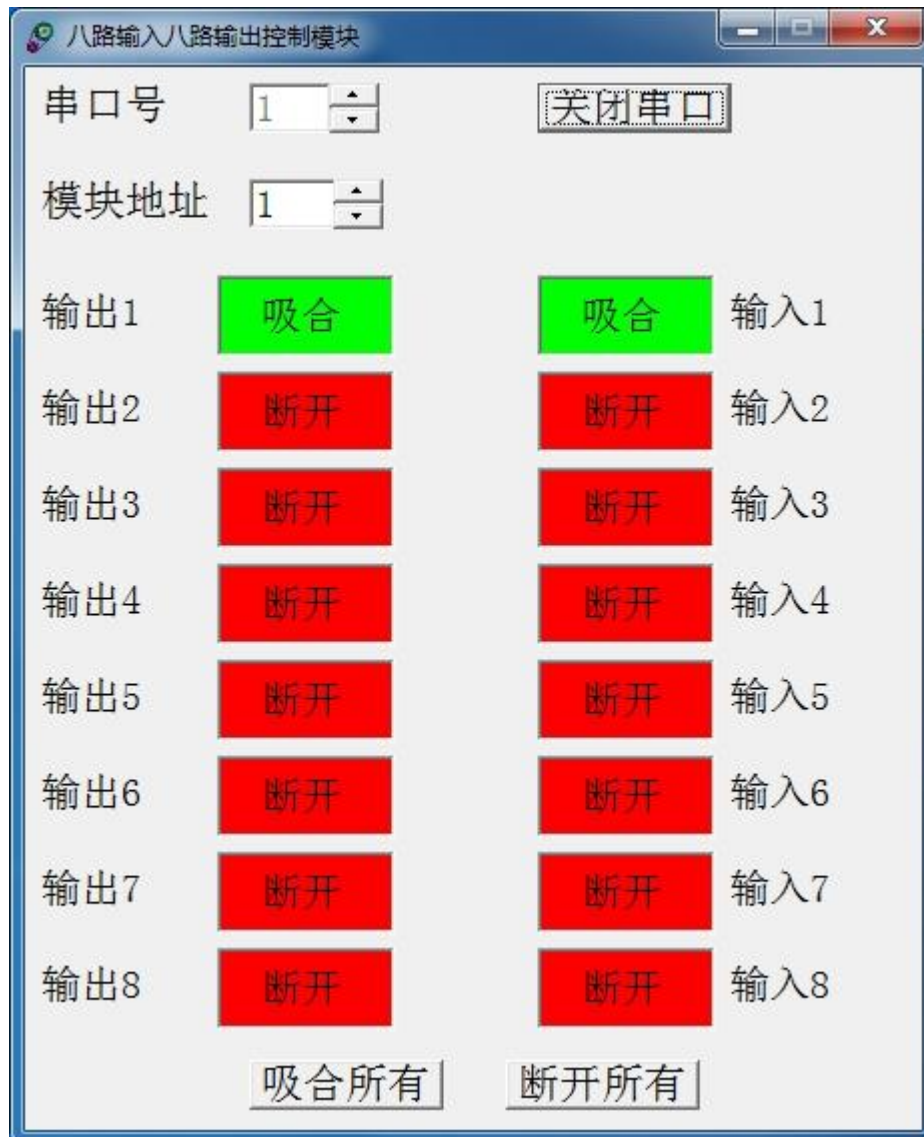 八路输入八路输出控制模块
串口号 1 关闭串口
模块地址 1
输出1 吸合 吸合 输入1
输出2 断开 断开 输入2
输出3 断开 断开 输入3
输出4 断开 断开 输入4
输出5 断开 断开 输入5
输出6 断开 断开 输入6
输出7 断开 断开 输入7
输出8 断开 断开 输入8
吸合所有 断开所有